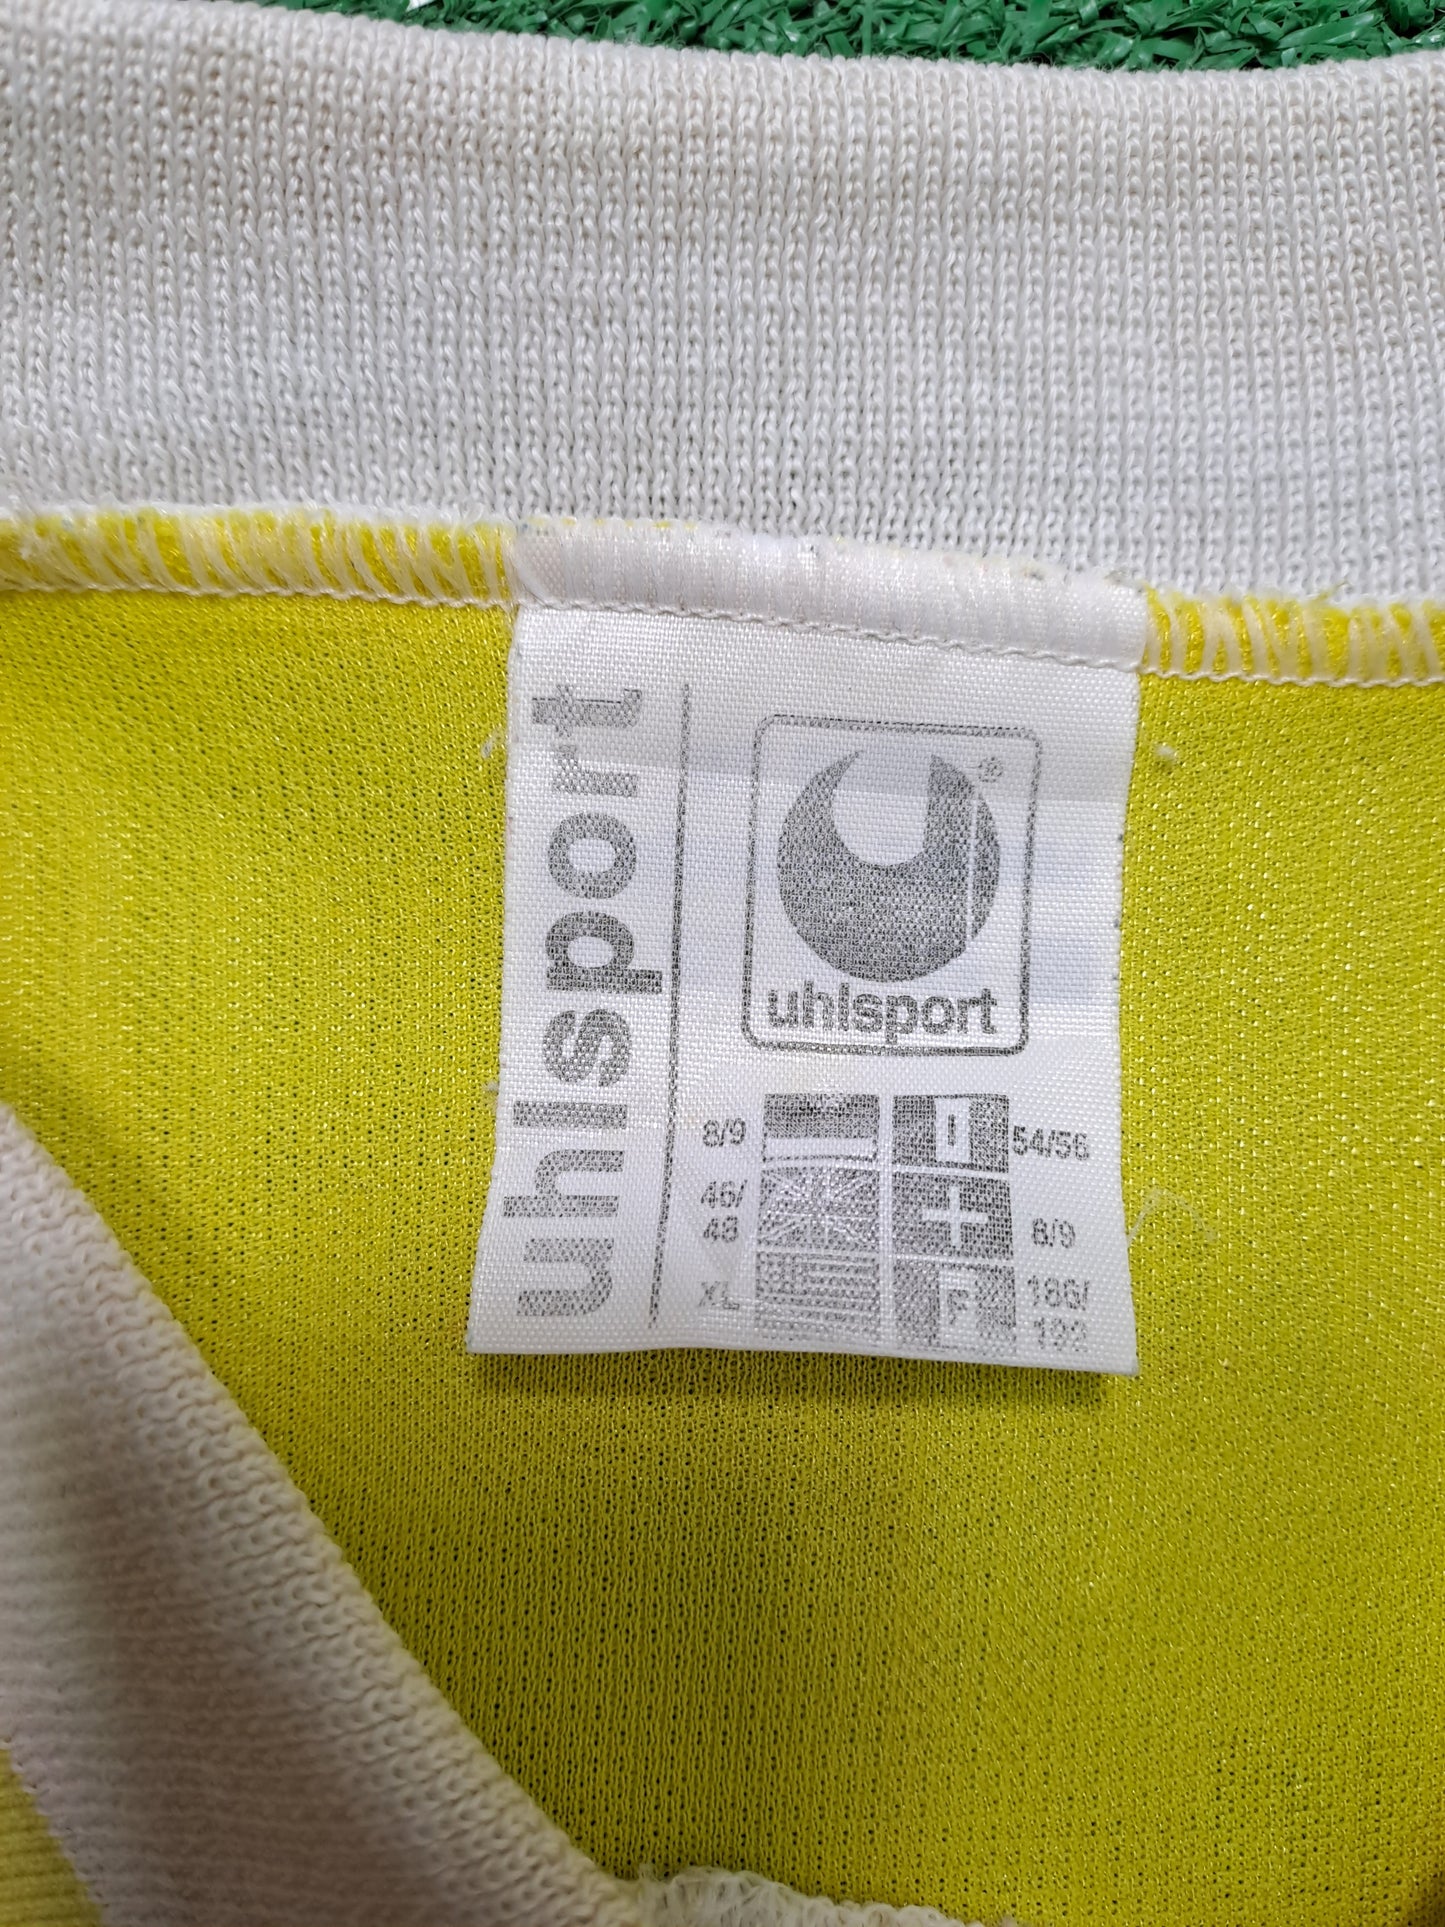 uhlsport
®
uhlsport
8/9 I 54/56
46/
48 8/9
XL F 186/
192